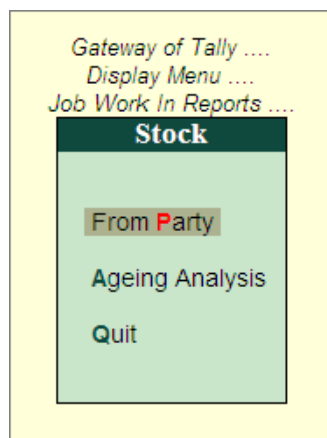 Gateway of Tally ....
Display Menu ....
Job Work In Reports ....
Stock
From Party
Ageing Analysis
Quit